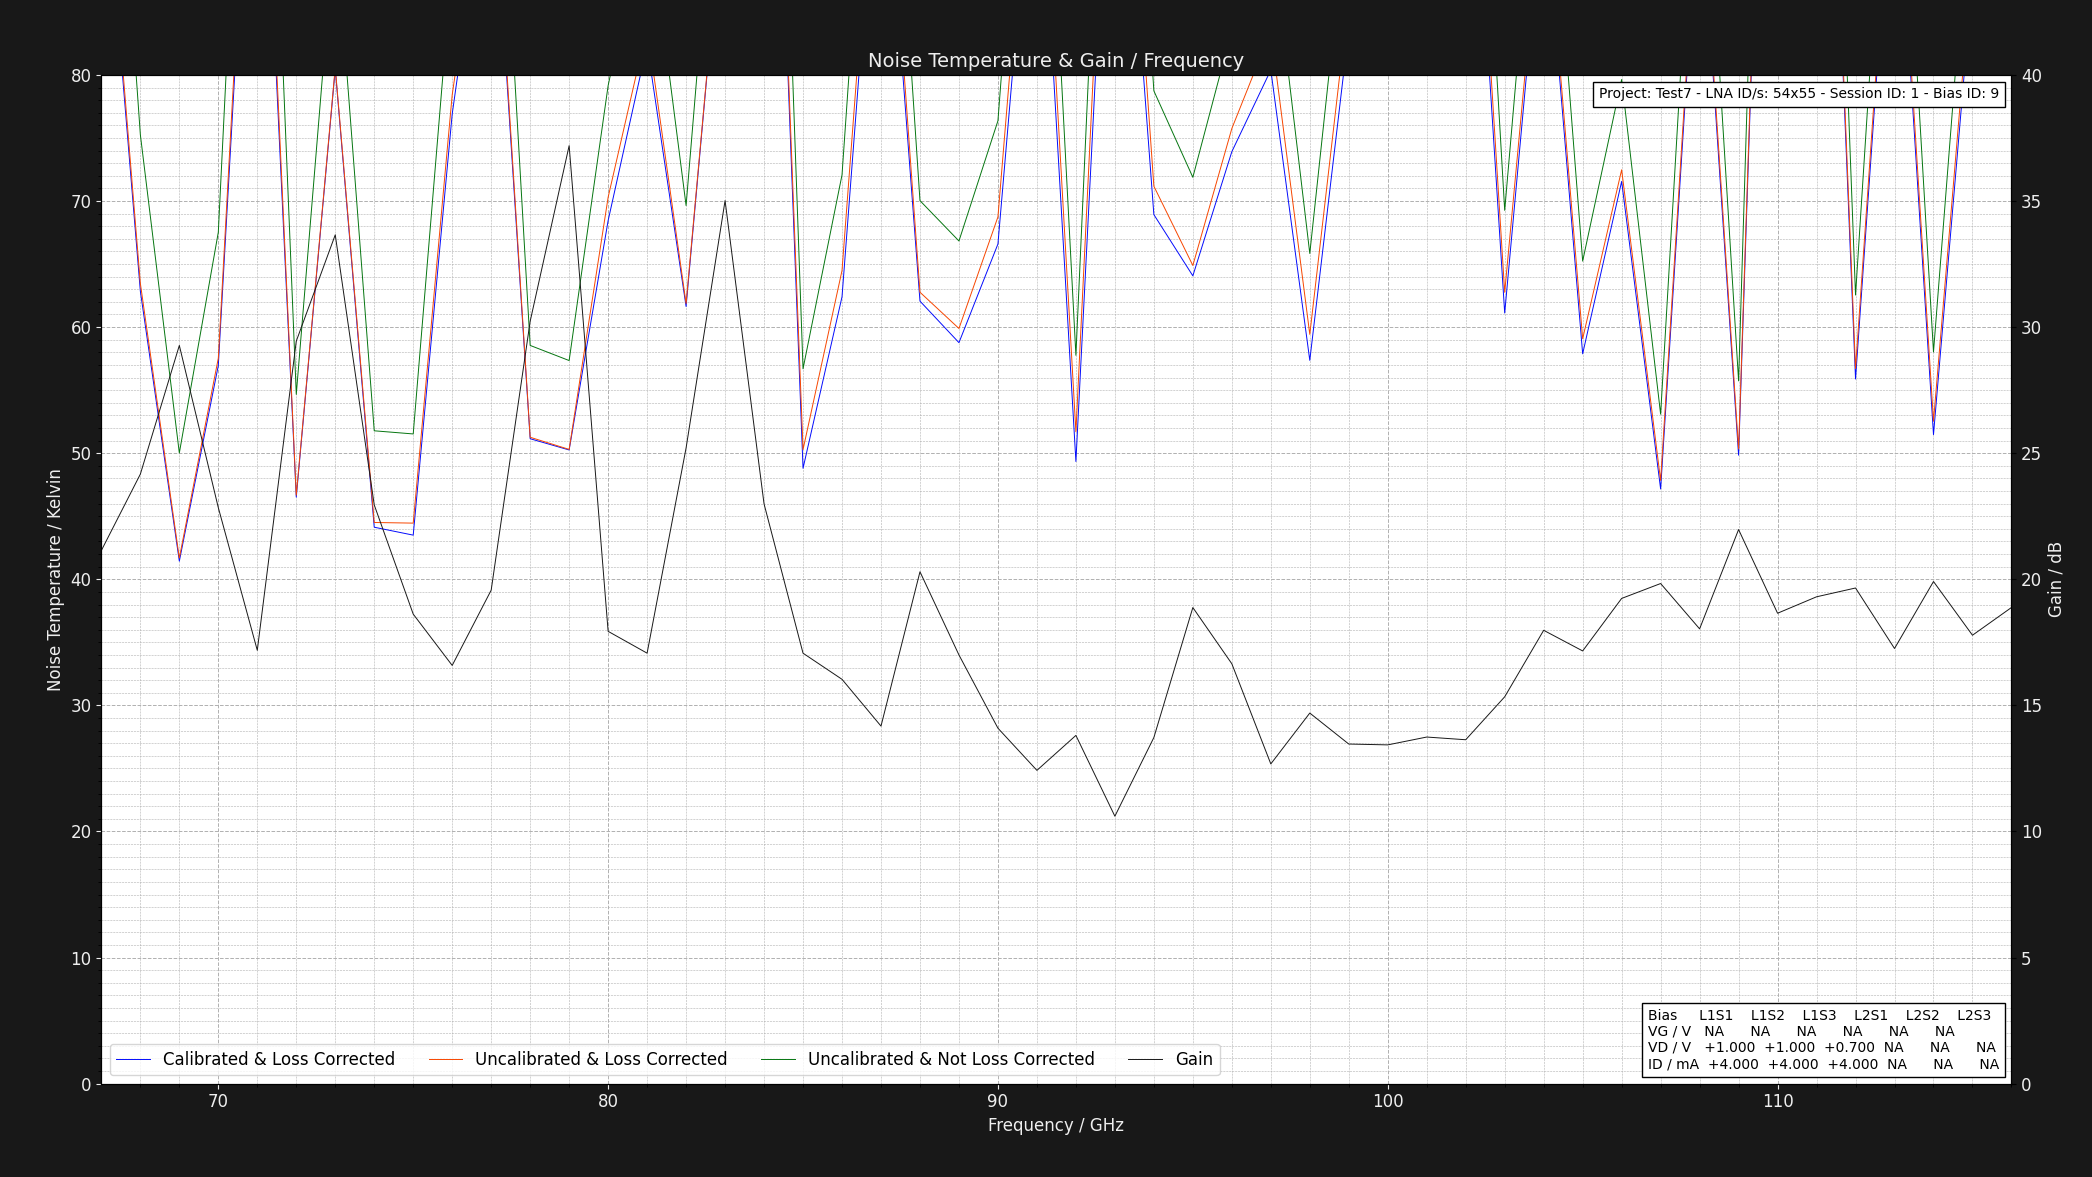 Noise Temperature & Gain / Frequency
Project: Test7 - LNA ID/s: 54x55 - Session ID: 1 - Bias ID: 9
Noise Temperature / Kelvin
80
70
60
50
40
30
20
10
0
40
35
30
25
20
15
10
5
0
Gain / dB
Bias L1S1 L1S2 L1S3 L2S1 L2S2 L2S3
VG / V NA NA NA NA NA NA
VD / V +1.000 +1.000 +0.700 NA NA NA
ID / mA +4.000 +4.000 +4.000 NA NA NA
Calibrated & Loss Corrected Uncalibrated & Loss Corrected Uncalibrated & Not Loss Corrected Gain
70 80 90 100 110
Frequency / GHz